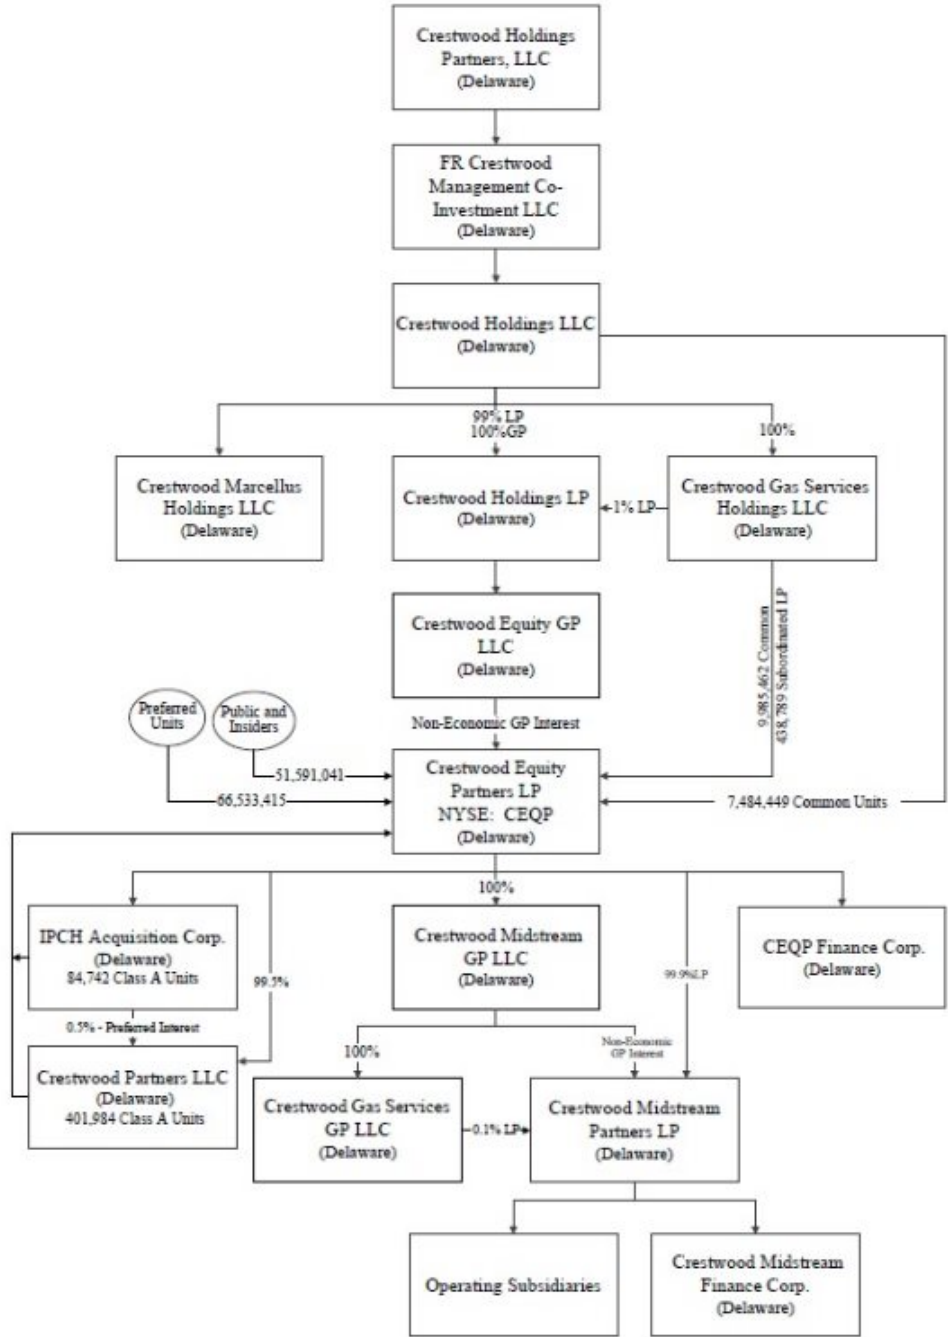 Crestwood Holdings
Partners, LLC
(Delaware)
FR Crestwood
Management Co-
Investment LLC
(Delaware)
Crestwood Holdings LLC
(Delaware)
99% LP
100%GP
100%
Crestwood Marcellus
Holdings LLC
(Delaware)
Crestwood Holdings LP
(Delaware)
1% LP
Crestwood Gas Services
Holdings LLC
(Delaware)
Crestwood Equity GP
LLC
(Delaware)
9,985,462 Common
438,789 Subordinated LP
Preferred
Units
Public and
Insiders
Non-Economic GP Interest
51,591,041
66,533,415
Crestwood Equity
Partners LP
NYSE: CEQP
(Delaware)
7,484,449 Common Units
100%
IPCH Acquisition Corp.
(Delaware)
84,742 Class A Units
99.5%
Crestwood Midstream
GP LLC
(Delaware)
99.9%LP
CEQP Finance Corp.
(Delaware)
0.5% - Preferred Interest
100%
Non-Economic
GP Interest
Crestwood Partners LLC
(Delaware)
401,984 Class A Units
Crestwood Gas Services
GP LLC
(Delaware)
0.1% LP
Crestwood Midstream
Partners LP
(Delaware)
Operating Subsidiaries
Crestwood Midstream
Finance Corp.
(Delaware)